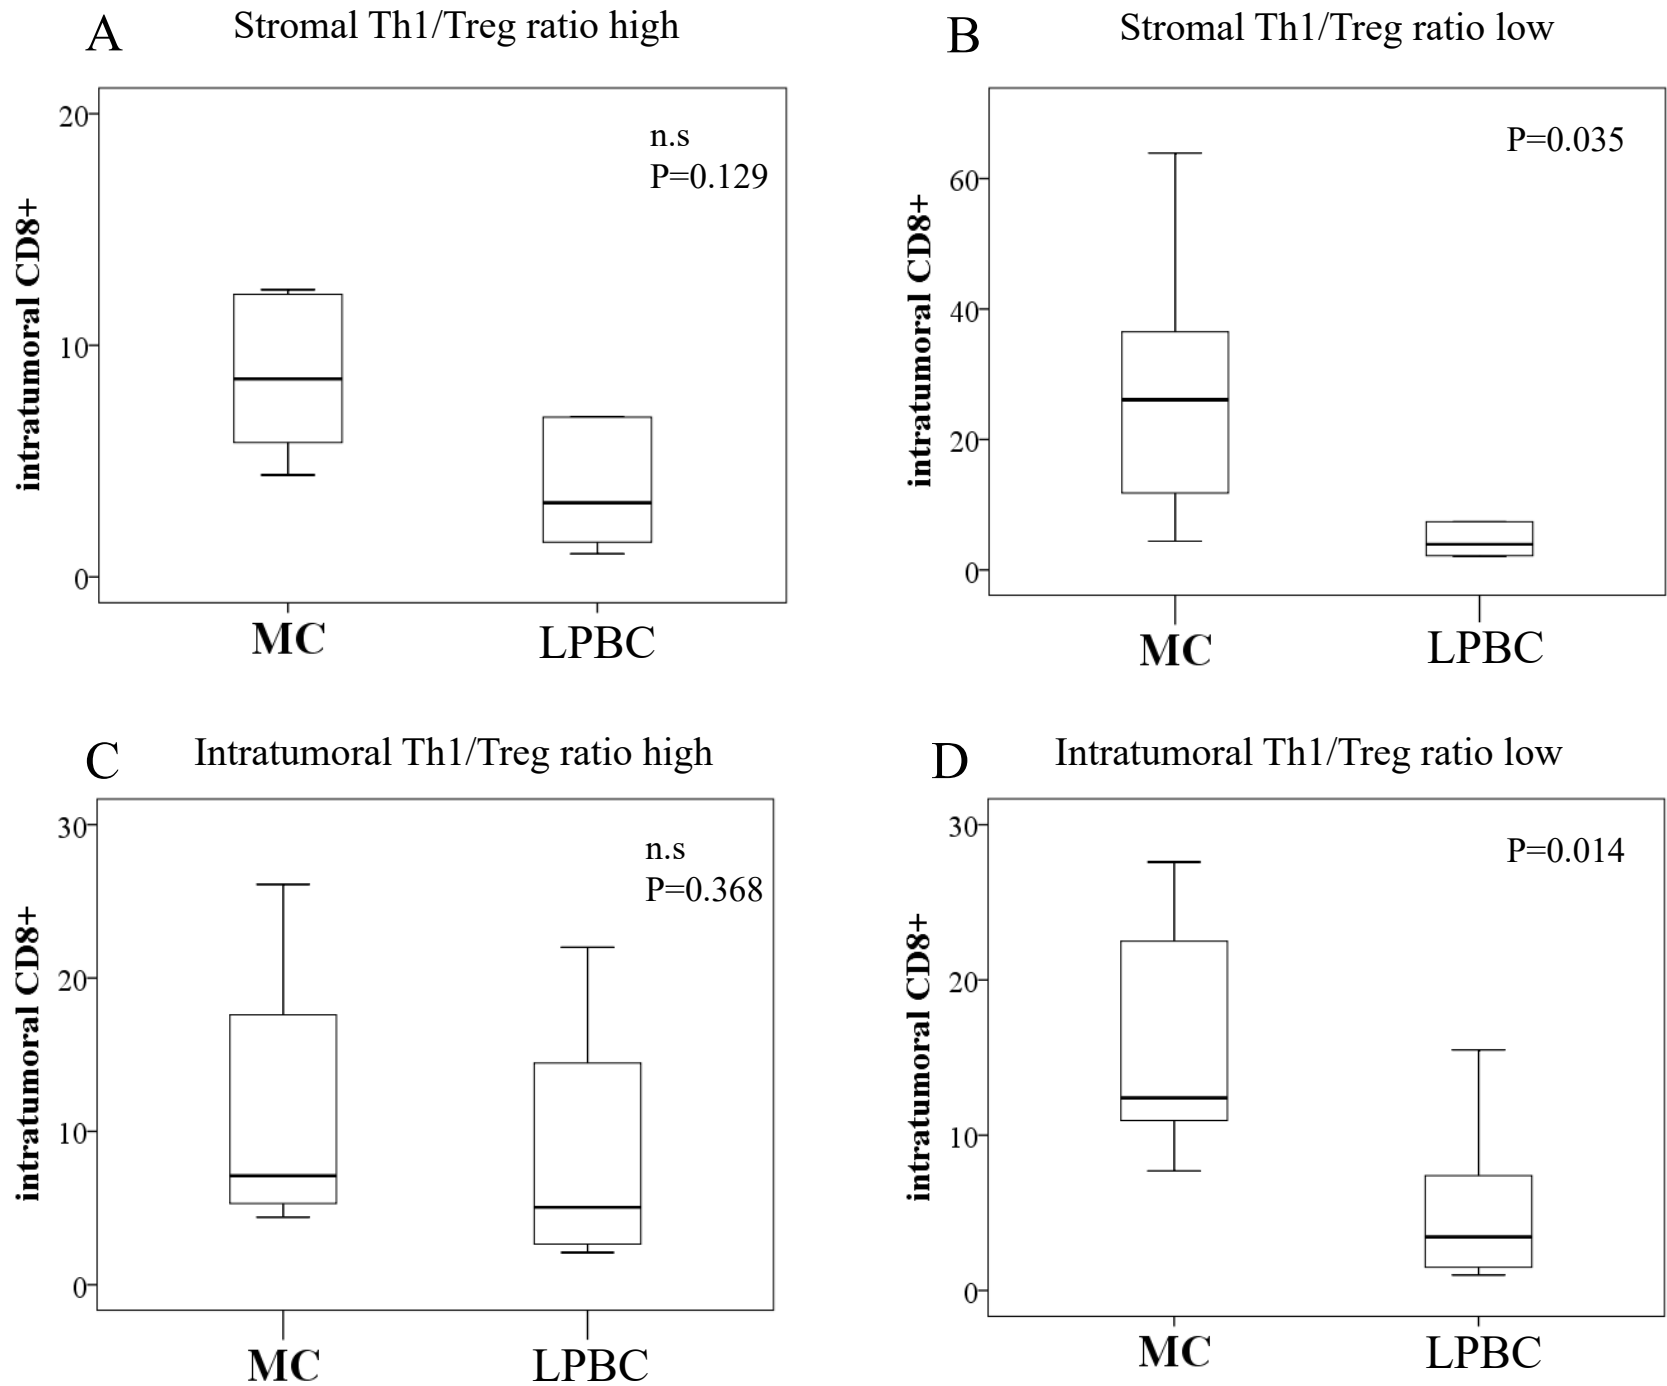 A
Stromal Th1/Treg ratio high
20
10
0
intratumoral CD8+
n.s
P=0.129
MC
LPBC
B
Stromal Th1/Treg ratio low
60
40
20
0
intratumoral CD8+
P=0.035
MC
LPBC
C
Intratumoral Th1/Treg ratio high
30
20
10
0
intratumoral CD8+
n.s
P=0.368
MC
LPBC
D
Intratumoral Th1/Treg ratio low
30
20
10
0
intratumoral CD8+
P=0.014
MC
LPBC